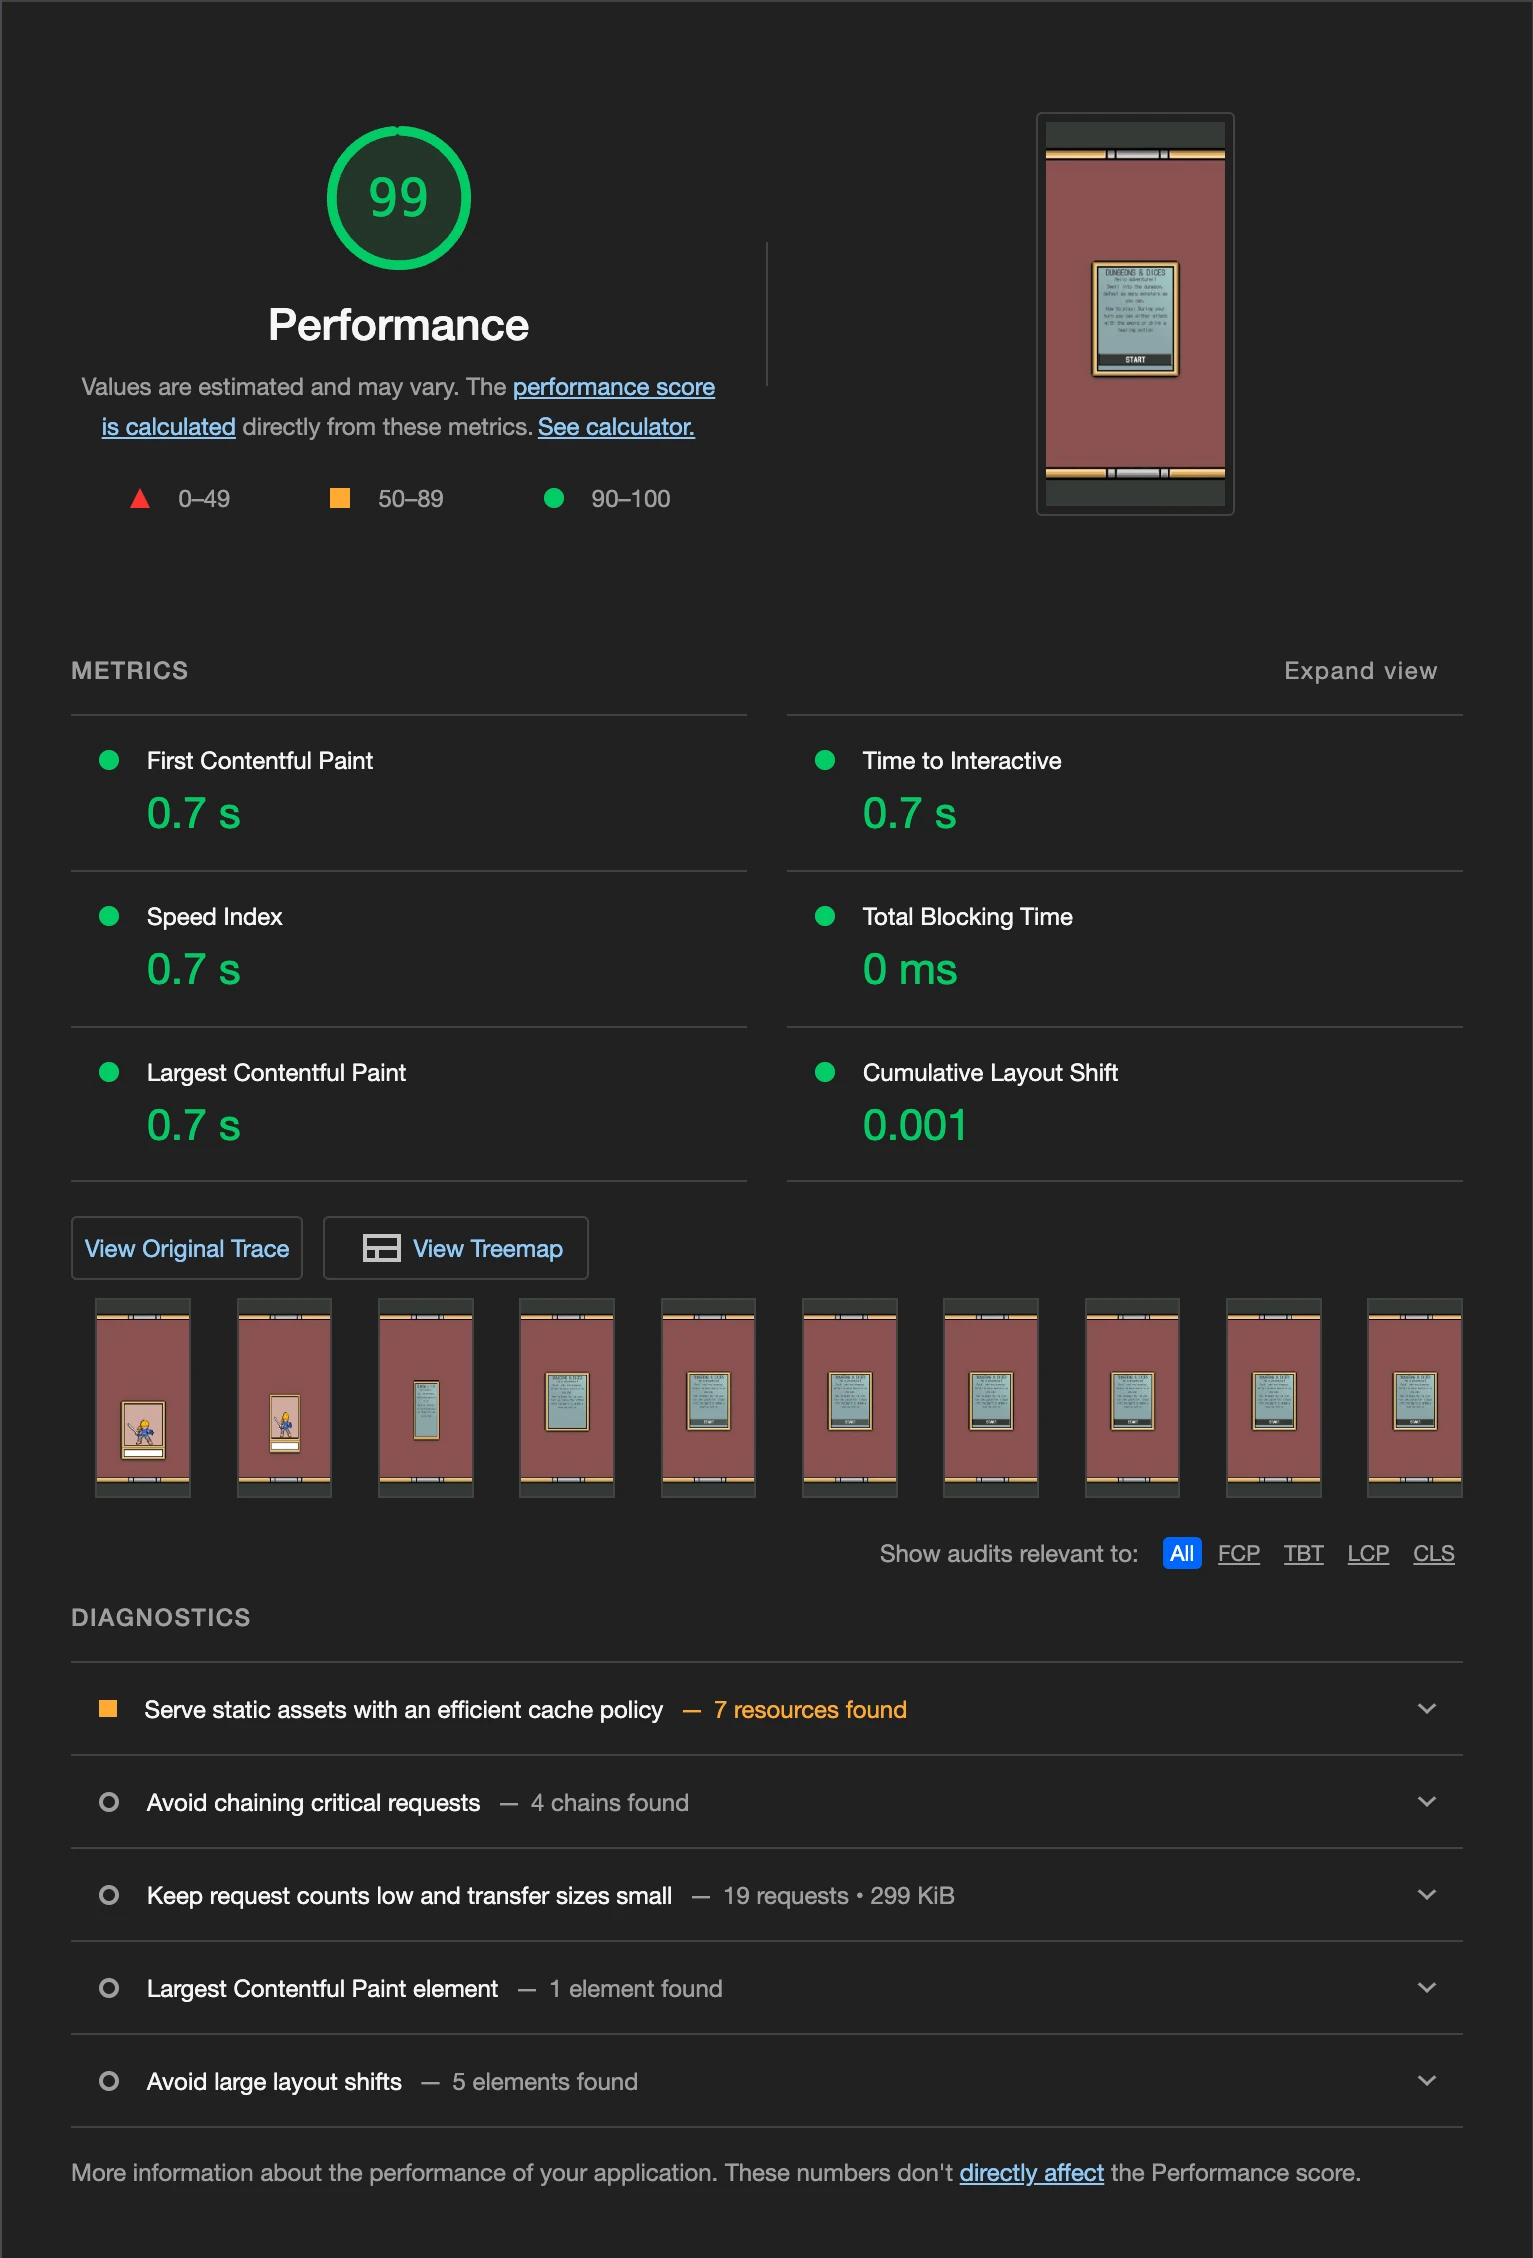 99
Performance
Values are estimated and may vary. The performance score
is calculated directly from these metrics. See calculator.
0–49
50–89
90–100
DUNGEONS & DICES
START
METRICS
Expand view
First Contentful Paint
0.7 s
Time to Interactive
0.7 s
Speed Index
0.7 s
Total Blocking Time
0 ms
Largest Contentful Paint
0.7 s
Cumulative Layout Shift
0.001
View Original Trace
View Treemap
Show audits relevant to: All FCP TBT LCP CLS
DIAGNOSTICS
Serve static assets with an efficient cache policy — 7 resources found
Avoid chaining critical requests — 4 chains found
Keep request counts low and transfer sizes small — 19 requests • 299 KiB
Largest Contentful Paint element — 1 element found
Avoid large layout shifts — 5 elements found
More information about the performance of your application. These numbers don't directly affect the Performance score.